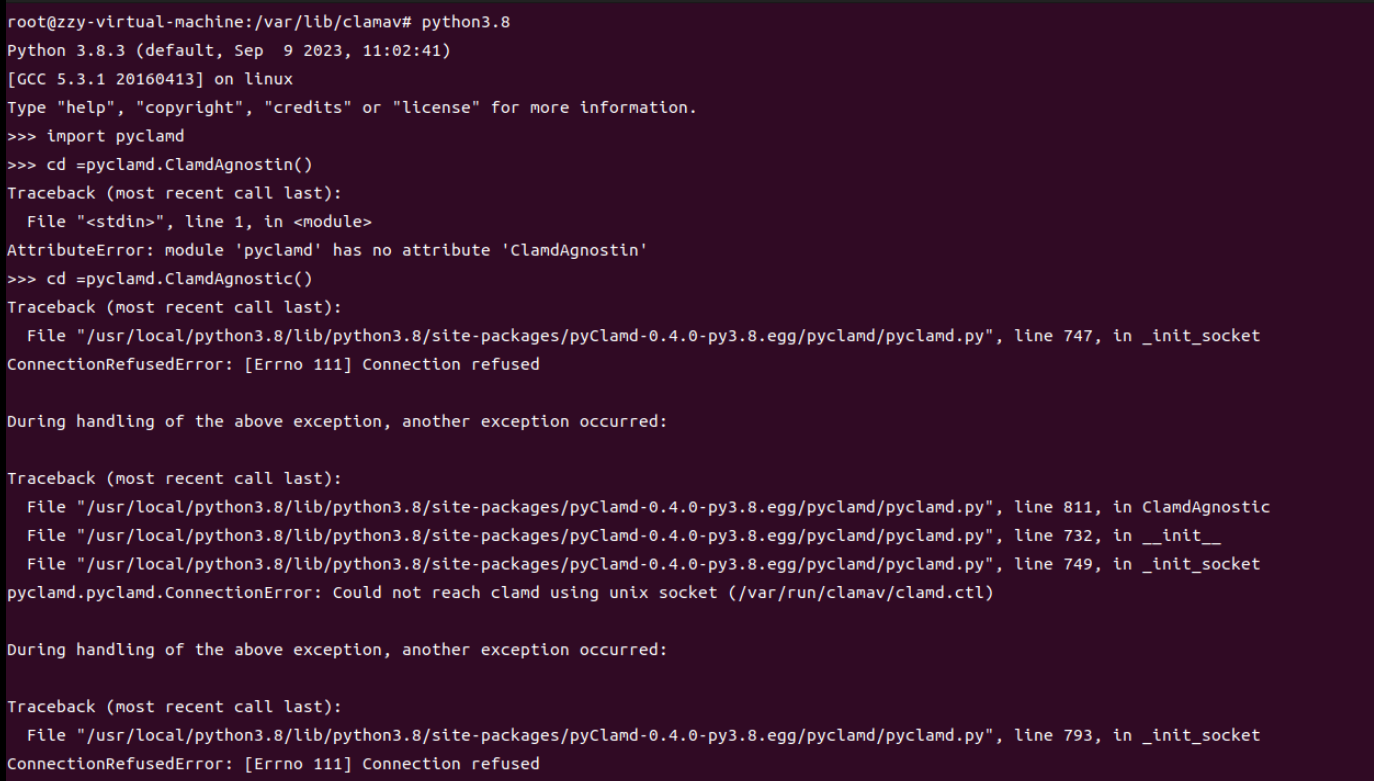 root@zzy-virtual-machine:/var/lib/clamav# python3.8
Python 3.8.3 (default, Sep  9 2023, 11:02:41)
[GCC 5.3.1 20160413] on linux
Type "help", "copyright", "credits" or "license" for more information.
>>> import pyclamd
>>> cd =pyclamd.ClamdAgnostin()
Traceback (most recent call last):
  File "<stdin>", line 1, in <module>
AttributeError: module 'pyclamd' has no attribute 'ClamdAgnostin'
>>> cd =pyclamd.ClamdAgnostic()
Traceback (most recent call last):
  File "/usr/local/python3.8/lib/python3.8/site-packages/pyClamd-0.4.0-py3.8.egg/pyclamd/pyclamd.py", line 747, in _init_socket
ConnectionRefusedError: [Errno 111] Connection refused

During handling of the above exception, another exception occurred:

Traceback (most recent call last):
  File "/usr/local/python3.8/lib/python3.8/site-packages/pyClamd-0.4.0-py3.8.egg/pyclamd/pyclamd.py", line 811, in ClamdAgnostic
  File "/usr/local/python3.8/lib/python3.8/site-packages/pyClamd-0.4.0-py3.8.egg/pyclamd/pyclamd.py", line 732, in __init__
  File "/usr/local/python3.8/lib/python3.8/site-packages/pyClamd-0.4.0-py3.8.egg/pyclamd/pyclamd.py", line 749, in _init_socket
pyclamd.pyclamd.ConnectionError: Could not reach clamd using unix socket (/var/run/clamav/clamd.ctl)

During handling of the above exception, another exception occurred:

Traceback (most recent call last):
  File "/usr/local/python3.8/lib/python3.8/site-packages/pyClamd-0.4.0-py3.8.egg/pyclamd/pyclamd.py", line 793, in _init_socket
ConnectionRefusedError: [Errno 111] Connection refused